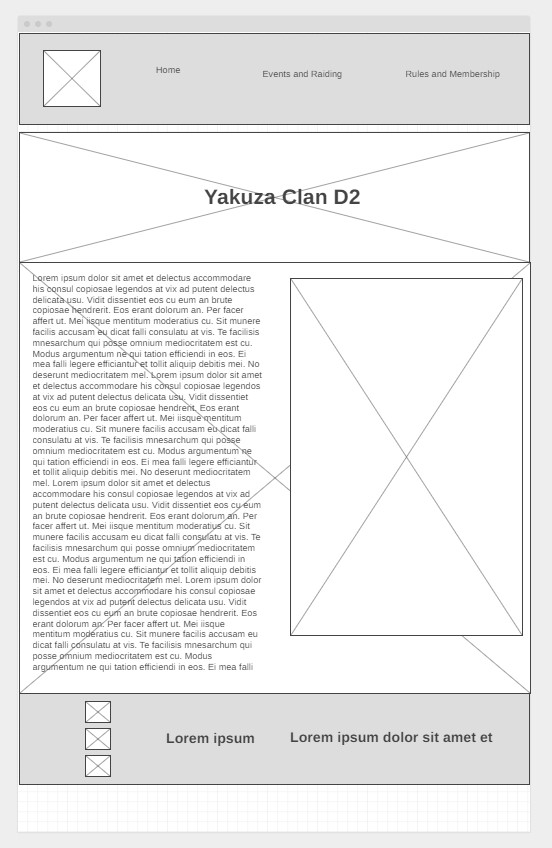 Home
Events and Raiding
Rules and Membership
Yakuza Clan D2
Lorem ipsum dolor sit amet et delectus accommodare
his consul copiosae legendos at vix ad putent delectus
delicata usu. Vidit dissentiet eos cu eum an brute
copiosae hendrerit. Eos erant dolorum an. Per facer
affert ut. Mei iisque mentitum moderatius cu. Sit munere
facilis accusam eu dicat facilis consulatu at vis. Te facilisis
mnesarchum qui posse omnium mediocritatem est cu.
Modus argumentum ne qui tation efficiendi in eos. Ei
mea falli legere efficiantur et tollit aliquip debitis mei. No
deserunt mediocritatem mel. Lorem ipsum dolor sit amet
et delectus accommodare his consul copiosae legendos
at vix ad putent delectus delicata usu. Vidit dissentiet
eos cu eum an brute copiosae hendrerit. Eos erant
dolorum an. Per facer affert ut. Mei iisque mentitum
moderatius cu. Sit munere facilis accusam eu dicat falli
consulatu at vis. Te facilisis mnesarchum qui posse
omnium mediocritatem est cu. Modus argumentum ne
qui tation efficiendi in eos. Ei mea falli legere efficiantur
et tollit aliquip debitis mei. No deserunt mediocritatem
mel. Lorem ipsum dolor sit amet et delectus
accommodare his consul copiosae legendos at vix ad
putent delectus delicata usu. Vidit dissentiet eos cu eum
an brute copiosae hendrerit. Eos erant dolorum an. Per
facer affert ut. Mei iisque mentitum moderatius cu. Sit
munere facilis accusam eu dicat falli consulatu at vis. Te
facilisis mnesarchum qui posse omnium mediocritatem
est cu. Modus argumentum ne qui tation efficiendi in
eos. Ei mea falli legere efficiantur et tollit aliquip debitis
mei. No deserunt mediocritatem mel. Lorem ipsum dolor
sit amet et delectus accommodare his consul copiosae
legendos at vix ad putent delectus delicata usu. Vidit
dissentiet eos cu eum an brute copiosae hendrerit. Eos
erant dolorum an. Per facer affert ut. Mei iisque
mentitum moderatius cu. Sit munere facilis accusam eu
dicat falli consulatu at vis. Te facilisis mnesarchum qui
posse omnium mediocritatem est cu. Modus
argumentum ne qui tation efficiendi in eos. Ei mea falli
Lorem ipsum
Lorem ipsum dolor sit amet et